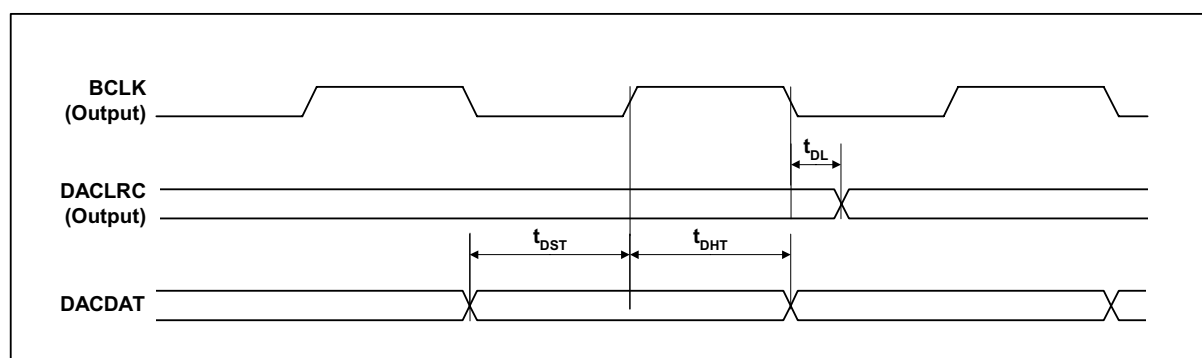 BCLK
(Output)
tDL
DACLRC
(Output)
tDST
tDHT
DACDAT